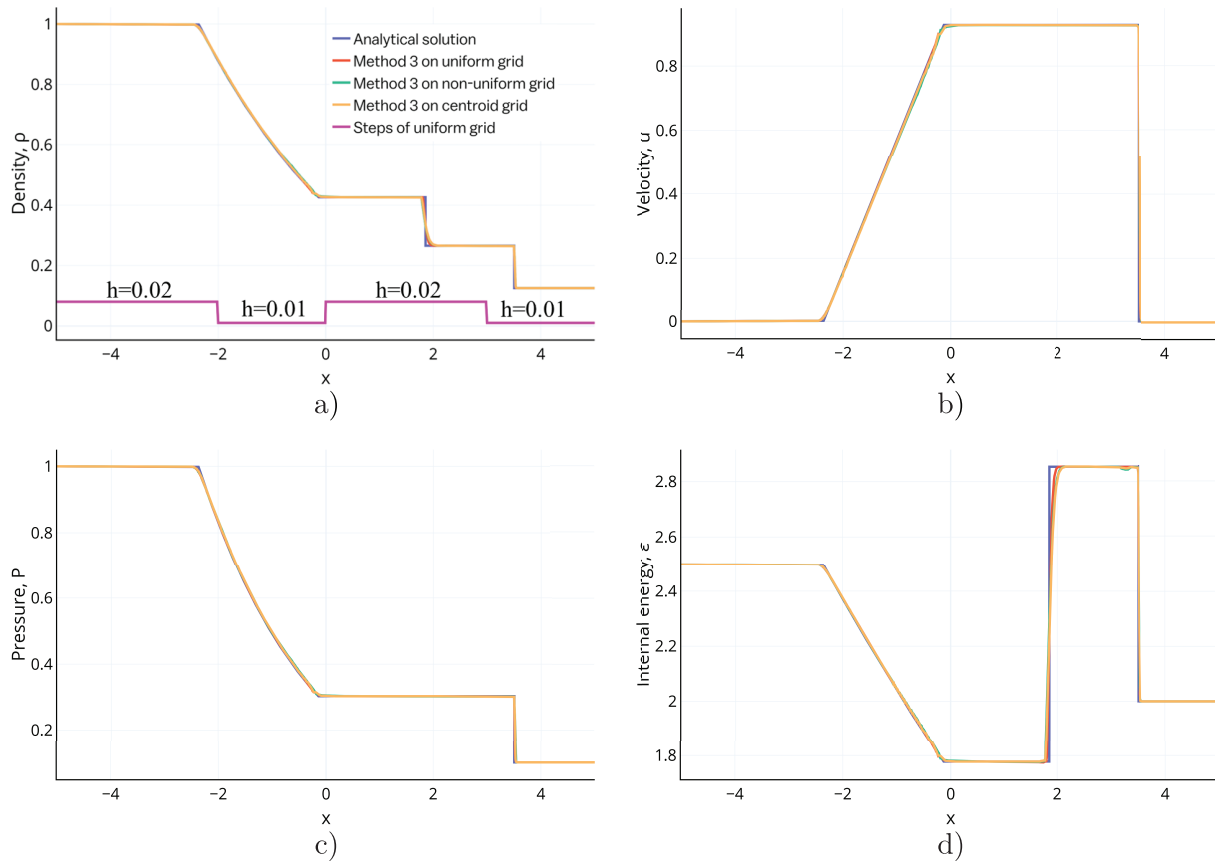 1
0.8
0.6
0.4
0.2
0
Density, ρ
Analytical solution
Method 3 on uniform grid
Method 3 on non-uniform grid
Method 3 on centroid grid
Steps of uniform grid
h=0.02
h=0.01
h=0.02
h=0.01
−4
−2
0
2
4
x
a)
0.8
0.6
0.4
0.2
0
Velocity, u
−4
−2
0
2
4
x
b)
1
0.8
0.6
0.4
0.2
Pressure, P
−4
−2
0
2
4
x
c)
2.8
2.6
2.4
2.2
2
1.8
Internal energy, ϵ
−4
−2
0
2
4
x
d)